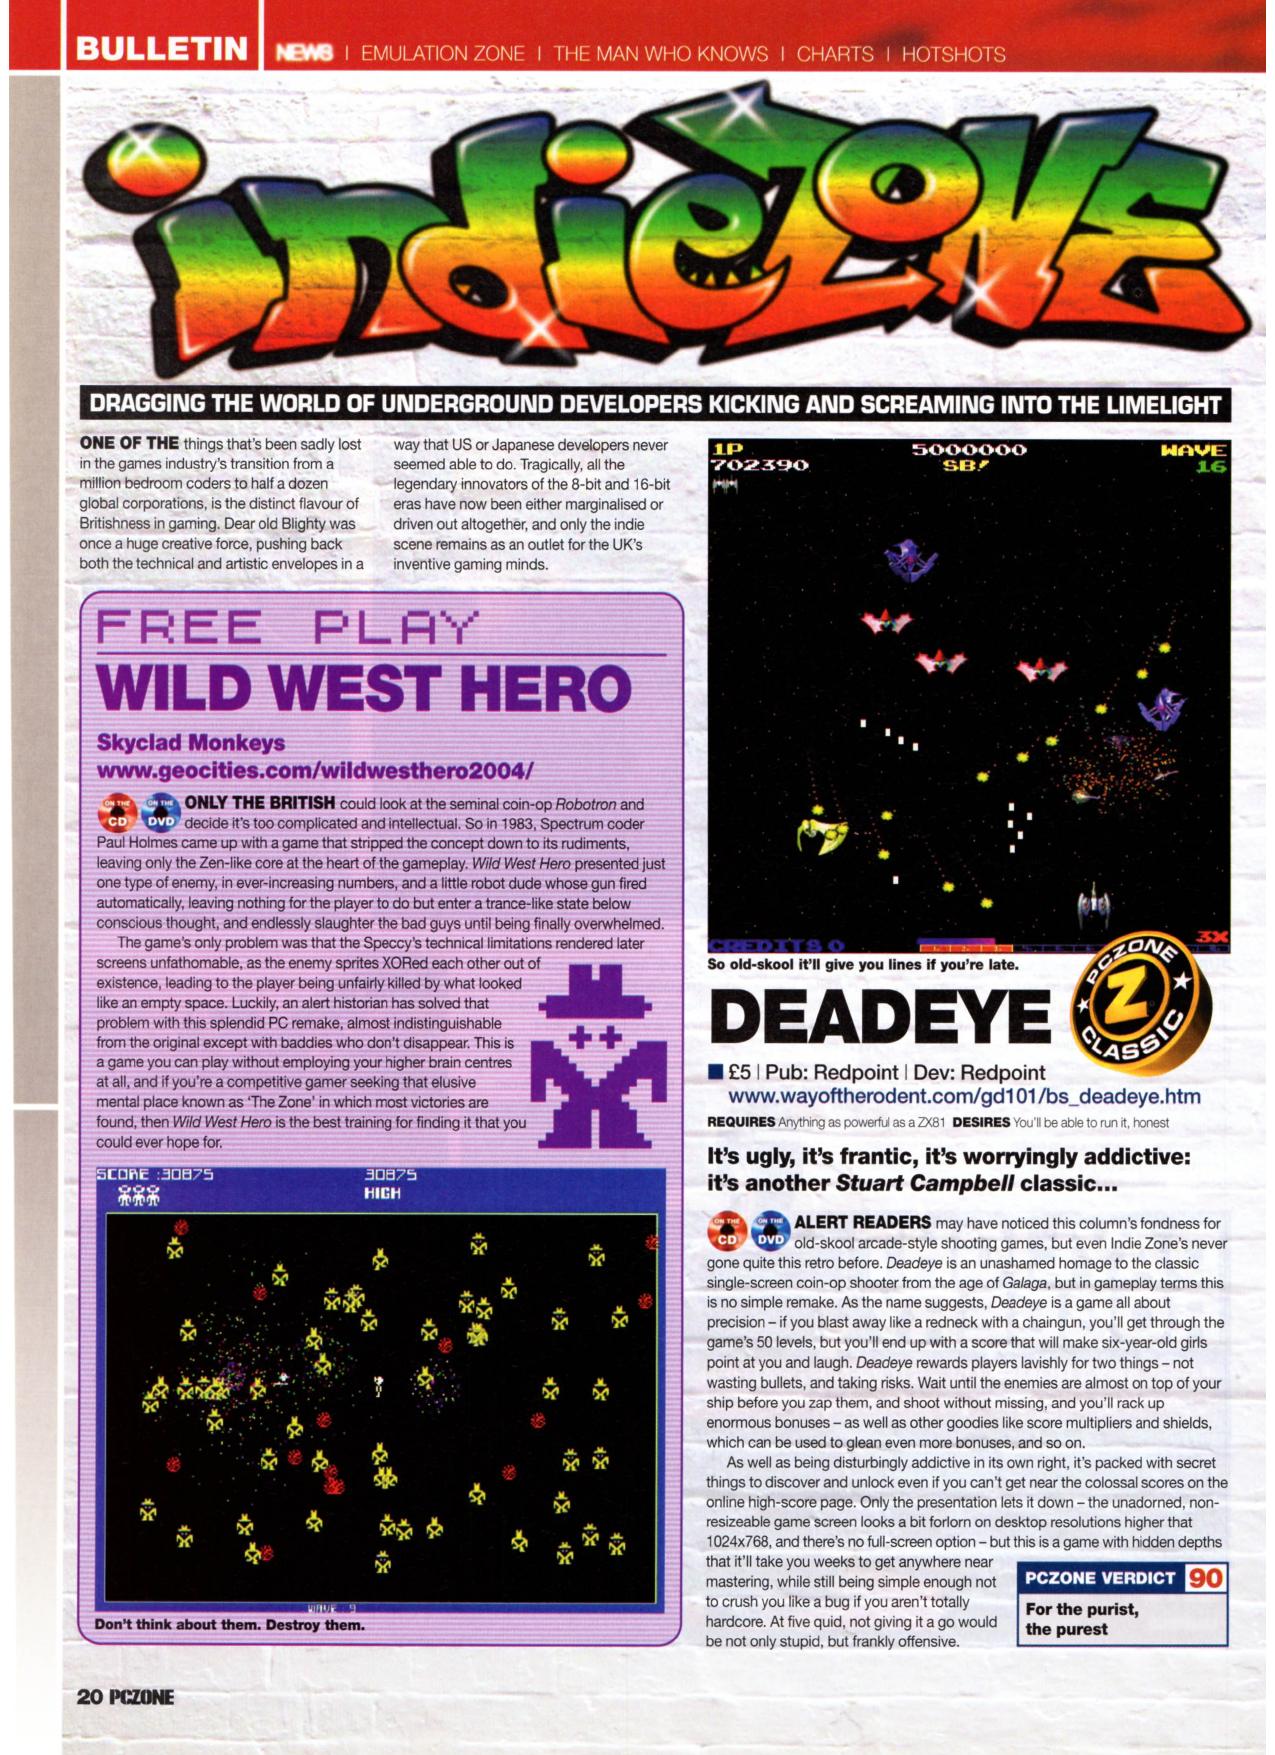 BULLETIN
NEWS | EMULATION ZONE | THE MAN WHO KNOWS | CHARTS | HOTSHOTS
indie ZONE
DRAGGING THE WORLD OF UNDERGROUND DEVELOPERS KICKING AND SCREAMING INTO THE LIMELIGHT
ONE OF THE things that's been sadly lost
in the games industry's transition from a
million bedroom coders to half a dozen
global corporations, is the distinct flavour of
Britishness in gaming. Dear old Blighty was
once a huge creative force, pushing back
both the technical and artistic envelopes in a
way that US or Japanese developers never
seemed able to do. Tragically, all the
legendary innovators of the 8-bit and 16-bit
eras have now been either marginalised or
driven out altogether, and only the indie
scene remains as an outlet for the UK's
inventive gaming minds.
FREE PLAY
WILD WEST HERO
Skyclad Monkeys
www.geocities.com/wildwesthero2004/
ON THE CD ON THE DVD ONLY THE BRITISH could look at the seminal coin-op Robotron and
decide it's too complicated and intellectual. So in 1983, Spectrum coder
Paul Holmes came up with a game that stripped the concept down to its rudiments,
leaving only the Zen-like core at the heart of the gameplay. Wild West Hero presented just
one type of enemy, in ever-increasing numbers, and a little robot dude whose gun fired
automatically, leaving nothing for the player to do but enter a trance-like state below
conscious thought, and endlessly slaughter the bad guys until being finally overwhelmed.
The game's only problem was that the Speccy's technical limitations rendered later
screens unfathomable, as the enemy sprites XORed each other out of
existence, leading to the player being unfairly killed by what looked
like an empty space. Luckily, an alert historian has solved that
problem with this splendid PC remake, almost indistinguishable
from the original except with baddies who don't disappear. This is
a game you can play without employing your higher brain centres
at all, and if you're a competitive gamer seeking that elusive
mental place known as 'The Zone' in which most victories are
found, then Wild West Hero is the best training for finding it that you
could ever hope for.
SCORE :30875 30875
HIGH
WAVE 9
Don't think about them. Destroy them.
1P 5000000 WAVE
702390 SB! 16
CREDITS 0 3X
So old-skool it'll give you lines if you're late.
DEADEYE
PCZONE
Z
CLASSIC
£5 | Pub: Redpoint | Dev: Redpoint
www.wayoftherodent.com/gd101/bs_deadeye.htm
REQUIRES Anything as powerful as a ZX81 DESIRES You'll be able to run it, honest
It's ugly, it's frantic, it's worryingly addictive:
it's another Stuart Campbell classic...
ON THE CD ON THE DVD ALERT READERS may have noticed this column's fondness for
old-skool arcade-style shooting games, but even Indie Zone's never
gone quite this retro before. Deadeye is an unashamed homage to the classic
single-screen coin-op shooter from the age of Galaga, but in gameplay terms this
is no simple remake. As the name suggests, Deadeye is a game all about
precision – if you blast away like a redneck with a chaingun, you'll get through the
game's 50 levels, but you'll end up with a score that will make six-year-old girls
point at you and laugh. Deadeye rewards players lavishly for two things – not
wasting bullets, and taking risks. Wait until the enemies are almost on top of your
ship before you zap them, and shoot without missing, and you'll rack up
enormous bonuses – as well as other goodies like score multipliers and shields,
which can be used to glean even more bonuses, and so on.
As well as being disturbingly addictive in its own right, it's packed with secret
things to discover and unlock even if you can't get near the colossal scores on the
online high-score page. Only the presentation lets it down – the unadorned, non-
resizeable game screen looks a bit forlorn on desktop resolutions higher that
1024x768, and there's no full-screen option – but this is a game with hidden depths
that it'll take you weeks to get anywhere near
mastering, while still being simple enough not
to crush you like a bug if you aren't totally
hardcore. At five quid, not giving it a go would
be not only stupid, but frankly offensive.
PCZONE VERDICT 90
For the purist,
the purest
20 PCZONE